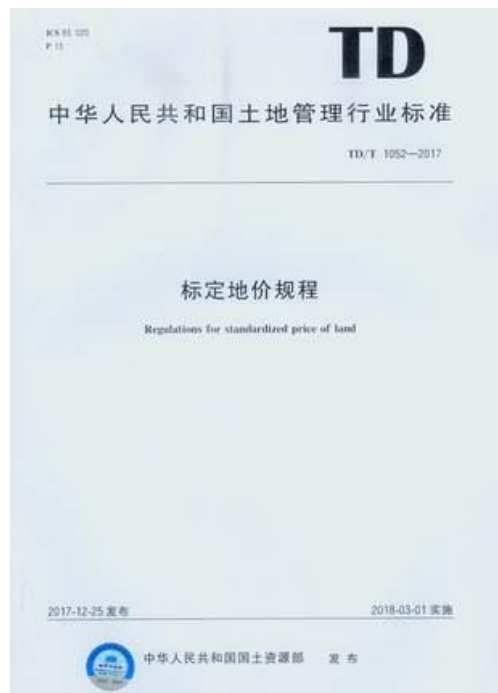 TD
中华人民共和国土地管理行业标准
TD/T 1052—2017
标定地价规程
Regulations for standardized price of land
2017-12-25 发布
2018-03-01 实施
中华人民共和国国土资源部 发布